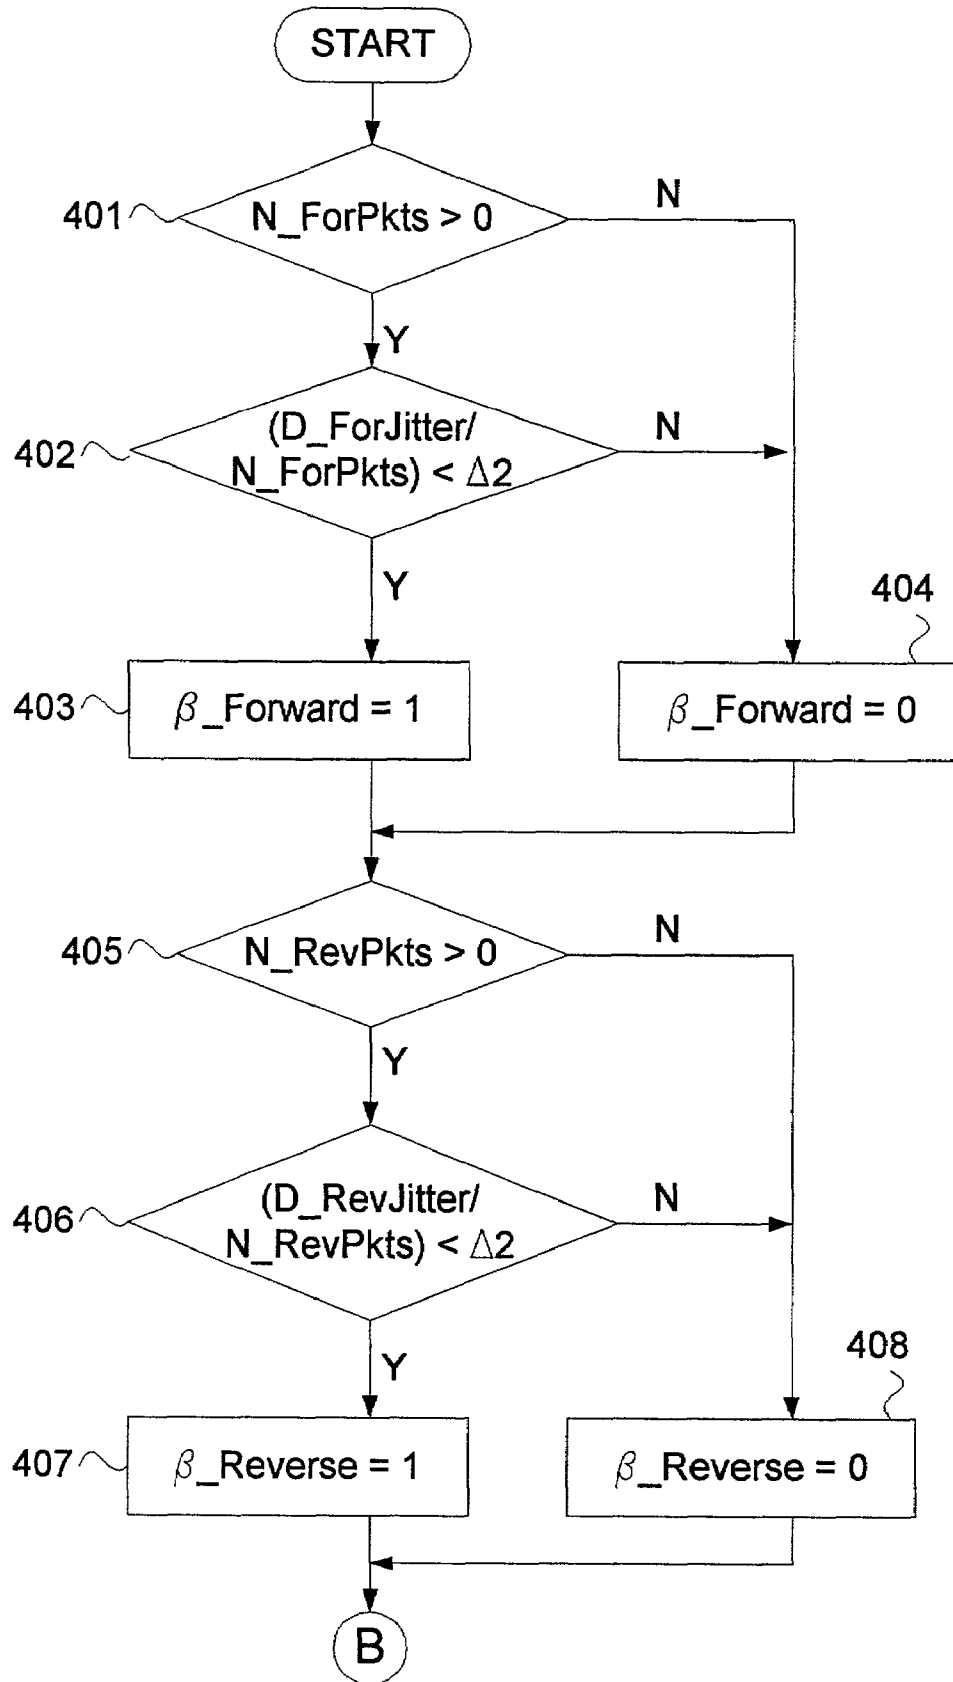 START
401
N_ForPkts > 0
N
Y
402
(D_ForJitter/
N_ForPkts) < Δ2
N
Y
404
403
β_Forward = 1
β_Forward = 0
405
N_RevPkts > 0
N
Y
406
(D_RevJitter/
N_RevPkts) < Δ2
N
Y
408
407
β_Reverse = 1
β_Reverse = 0
B